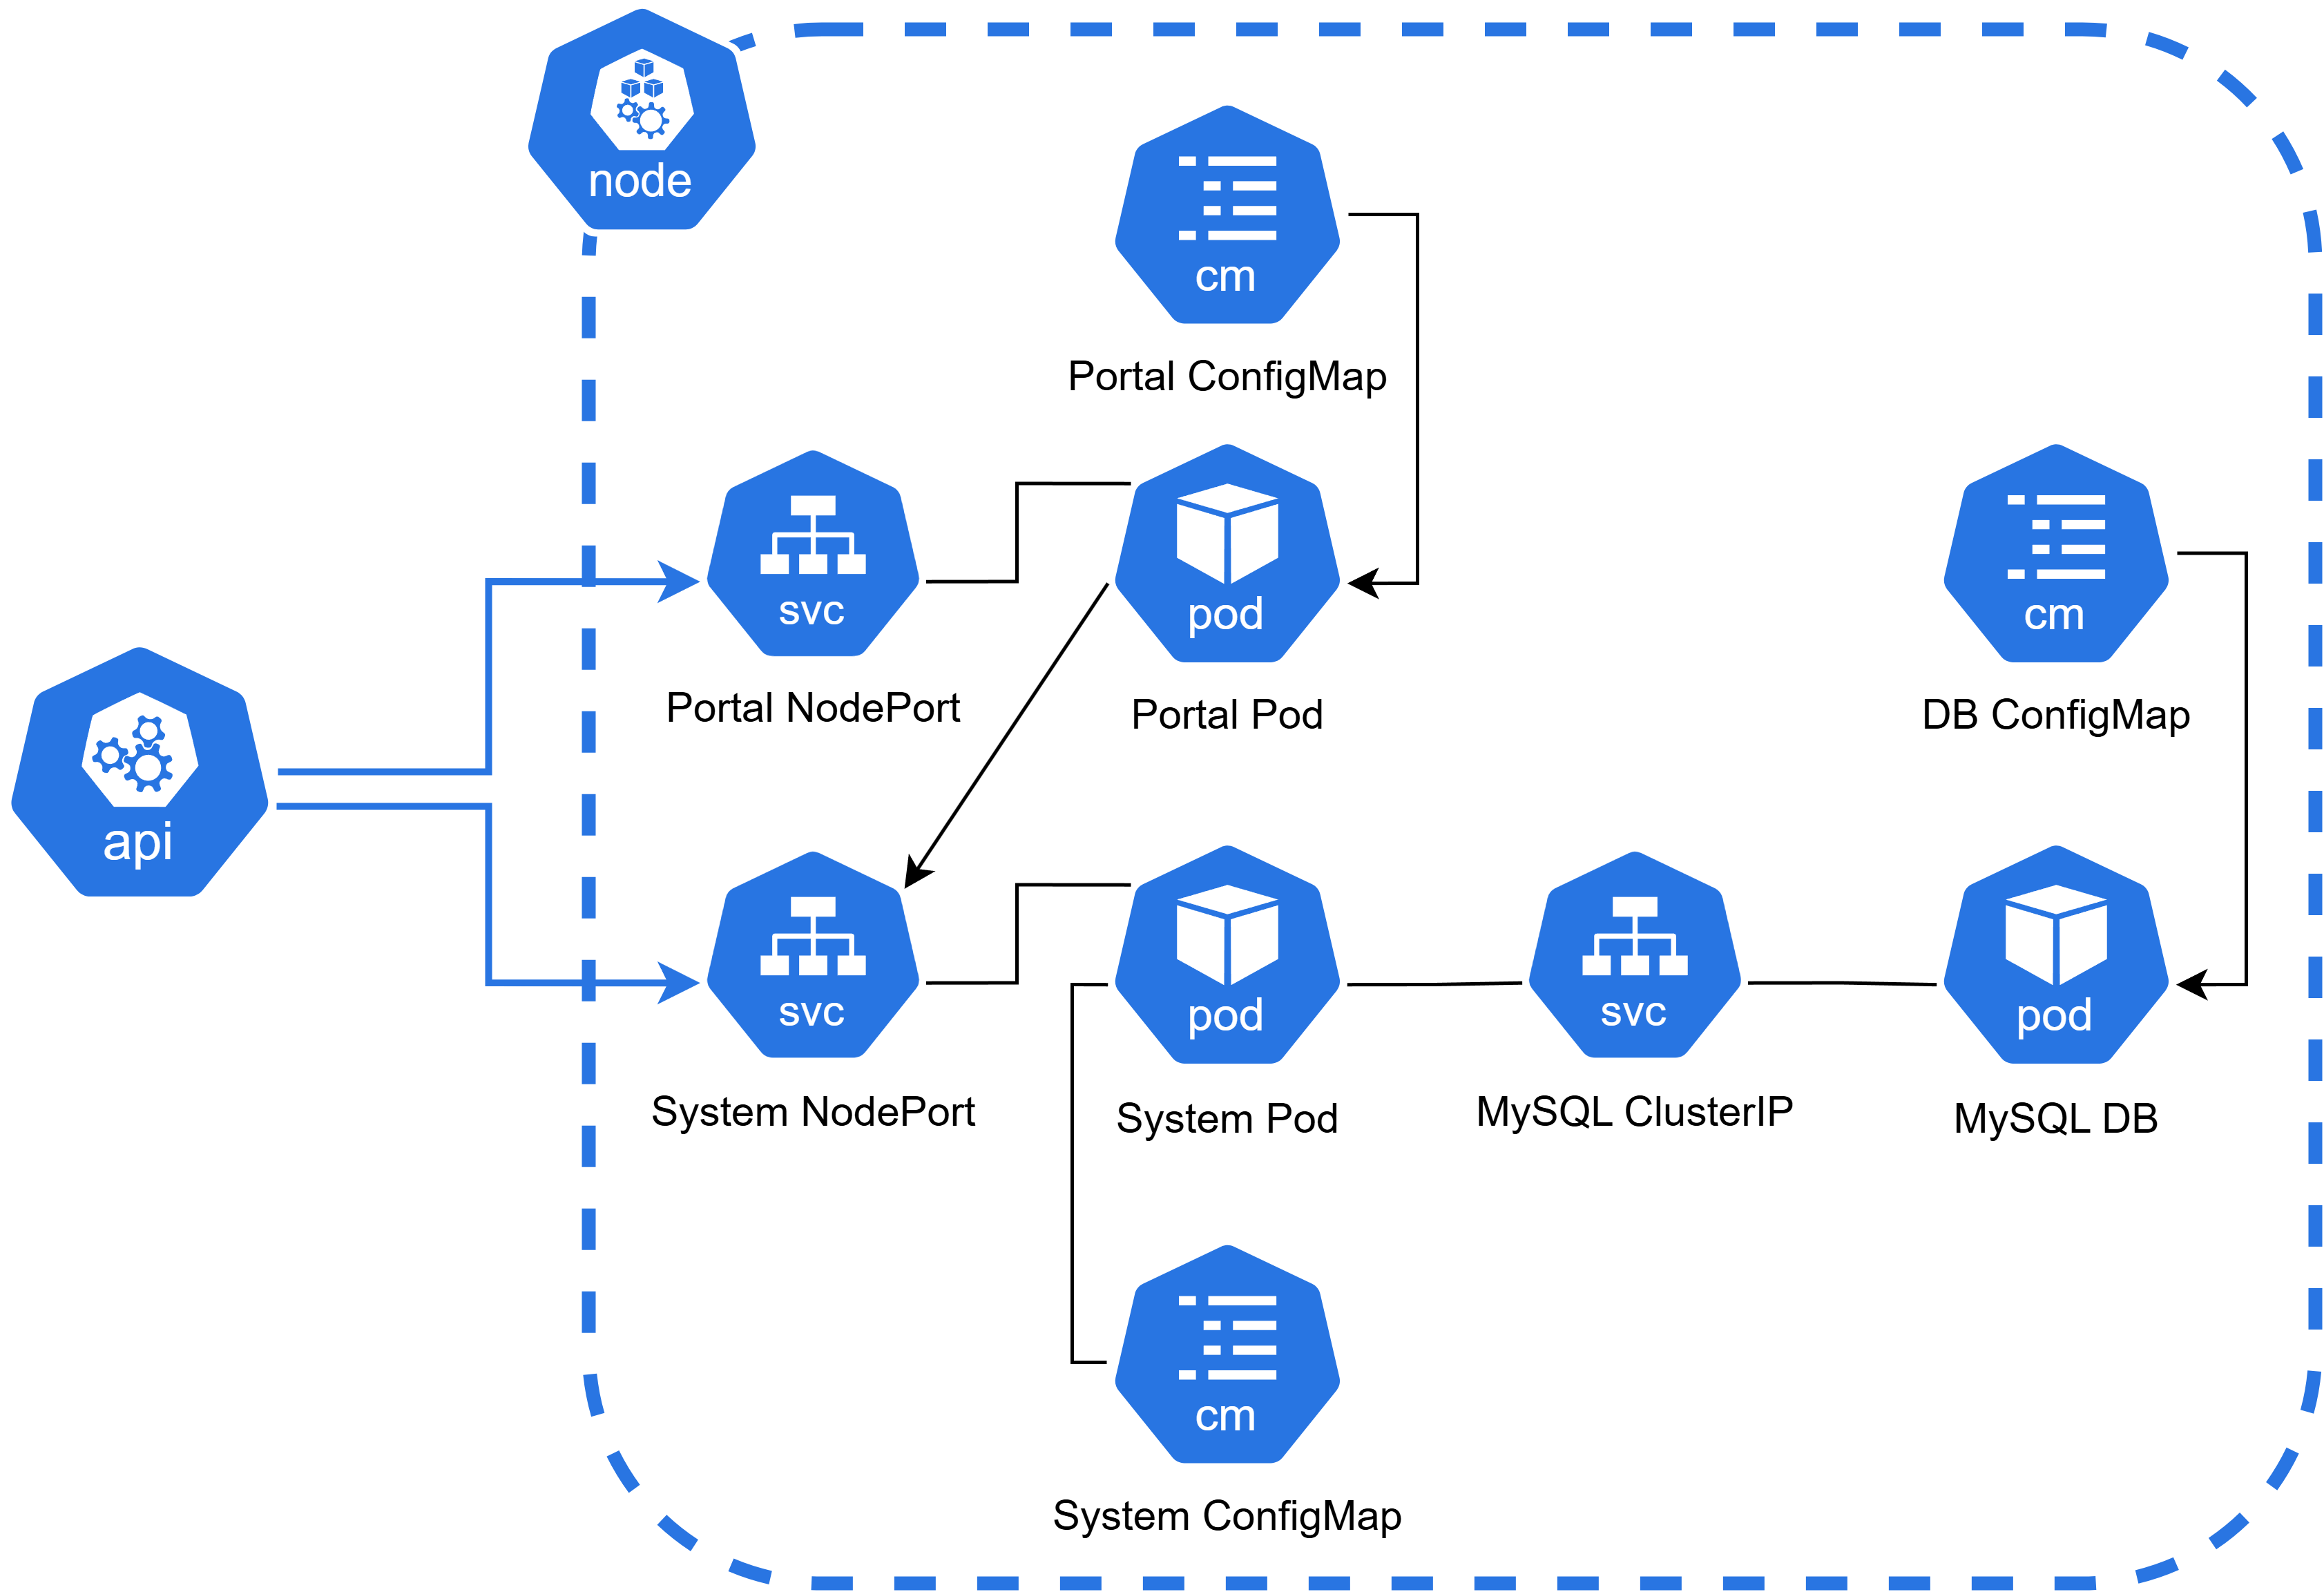 node
cm
Portal ConfigMap
svc
Portal NodePort
pod
Portal Pod
cm
DB ConfigMap
api
svc
System NodePort
pod
System Pod
svc
MySQL ClusterIP
pod
MySQL DB
cm
System ConfigMap